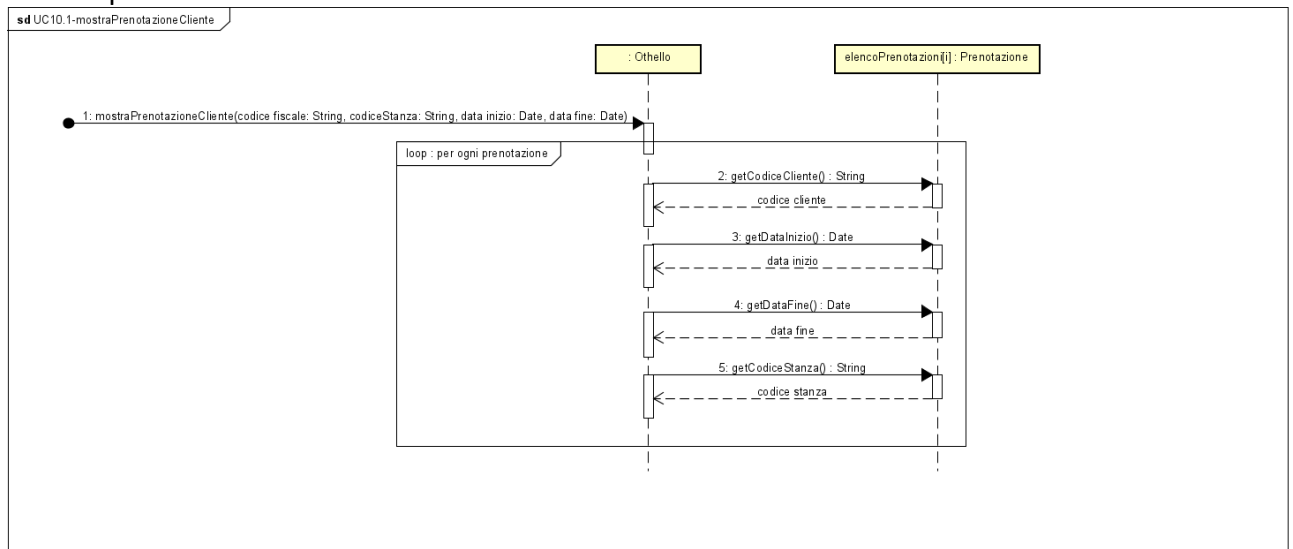 sd UC10.1-mostraPrenotazioneCliente
: Othello
elencoPrenotazioni[i] : Prenotazione
1: mostraPrenotazioneCliente(codice fiscale: String, codiceStanza: String, data inizio: Date, data fine: Date)
loop : per ogni prenotazione
2: getCodiceCliente() : String
codice cliente
3: getDataInizio() : Date
data inizio
4: getDataFine() : Date
data fine
5: getCodiceStanza() : String
codice stanza